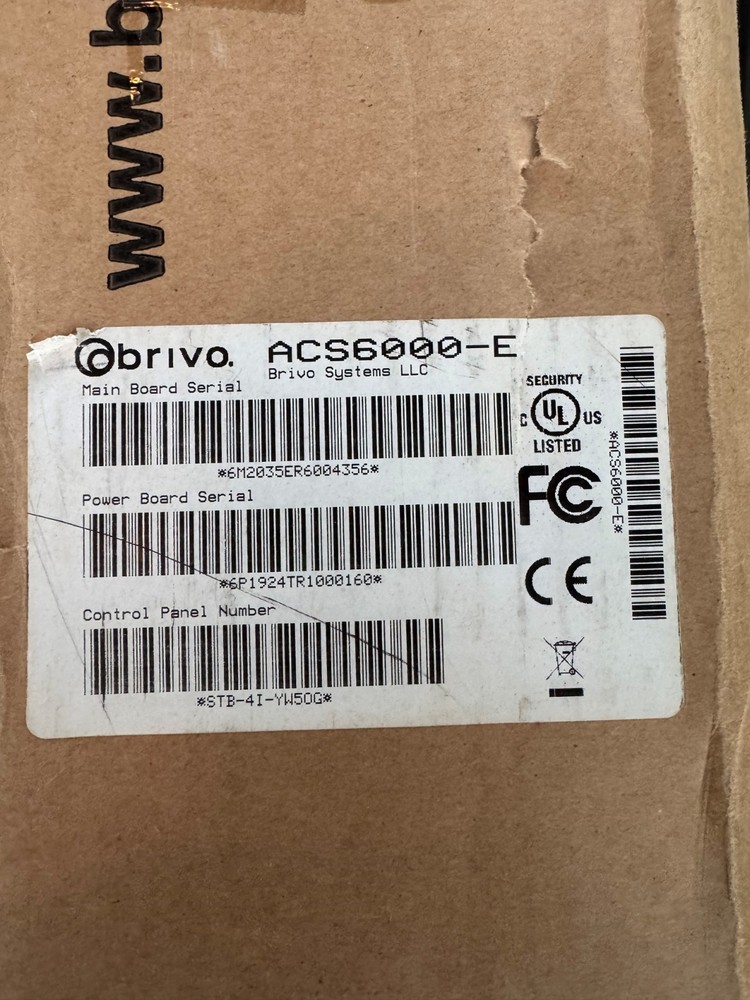 www.b
brivo. ACS6000-E
Brivo Systems LLC
Main Board Serial
*6M2035ER6004356*
Power Board Serial
*6P1924TR1000160*
Control Panel Number
*STB-4I-YW5OG*
SECURITY
C UL US
LISTED
FC
CE
*ACS6000-E*